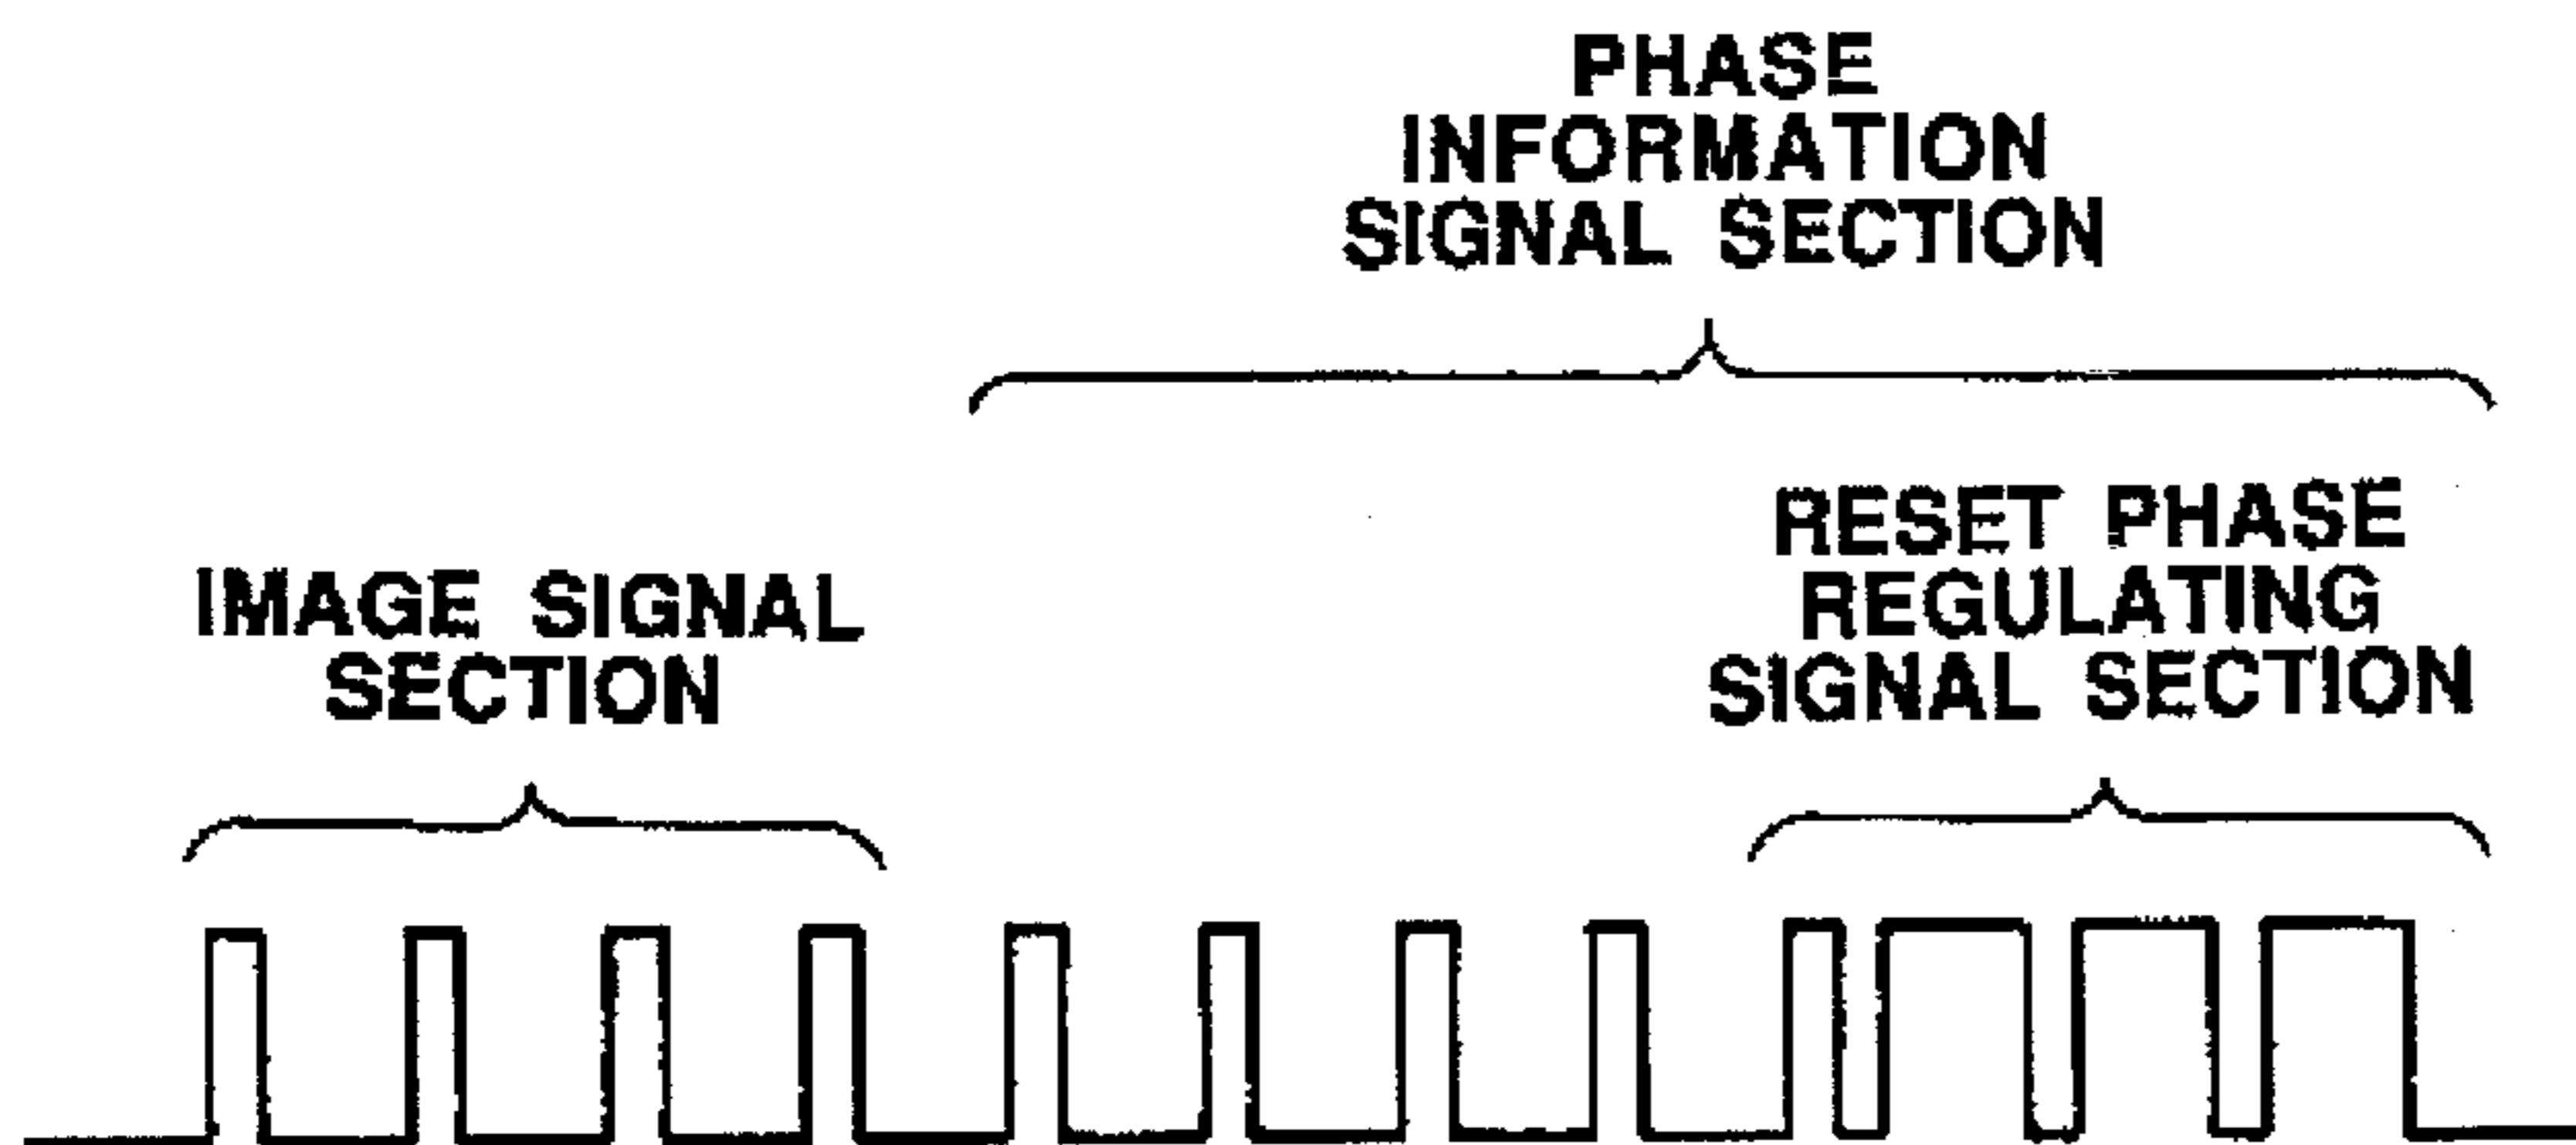 PHASE
INFORMATION
SIGNAL SECTION
IMAGE SIGNAL
SECTION
RESET PHASE
REGULATING
SIGNAL SECTION